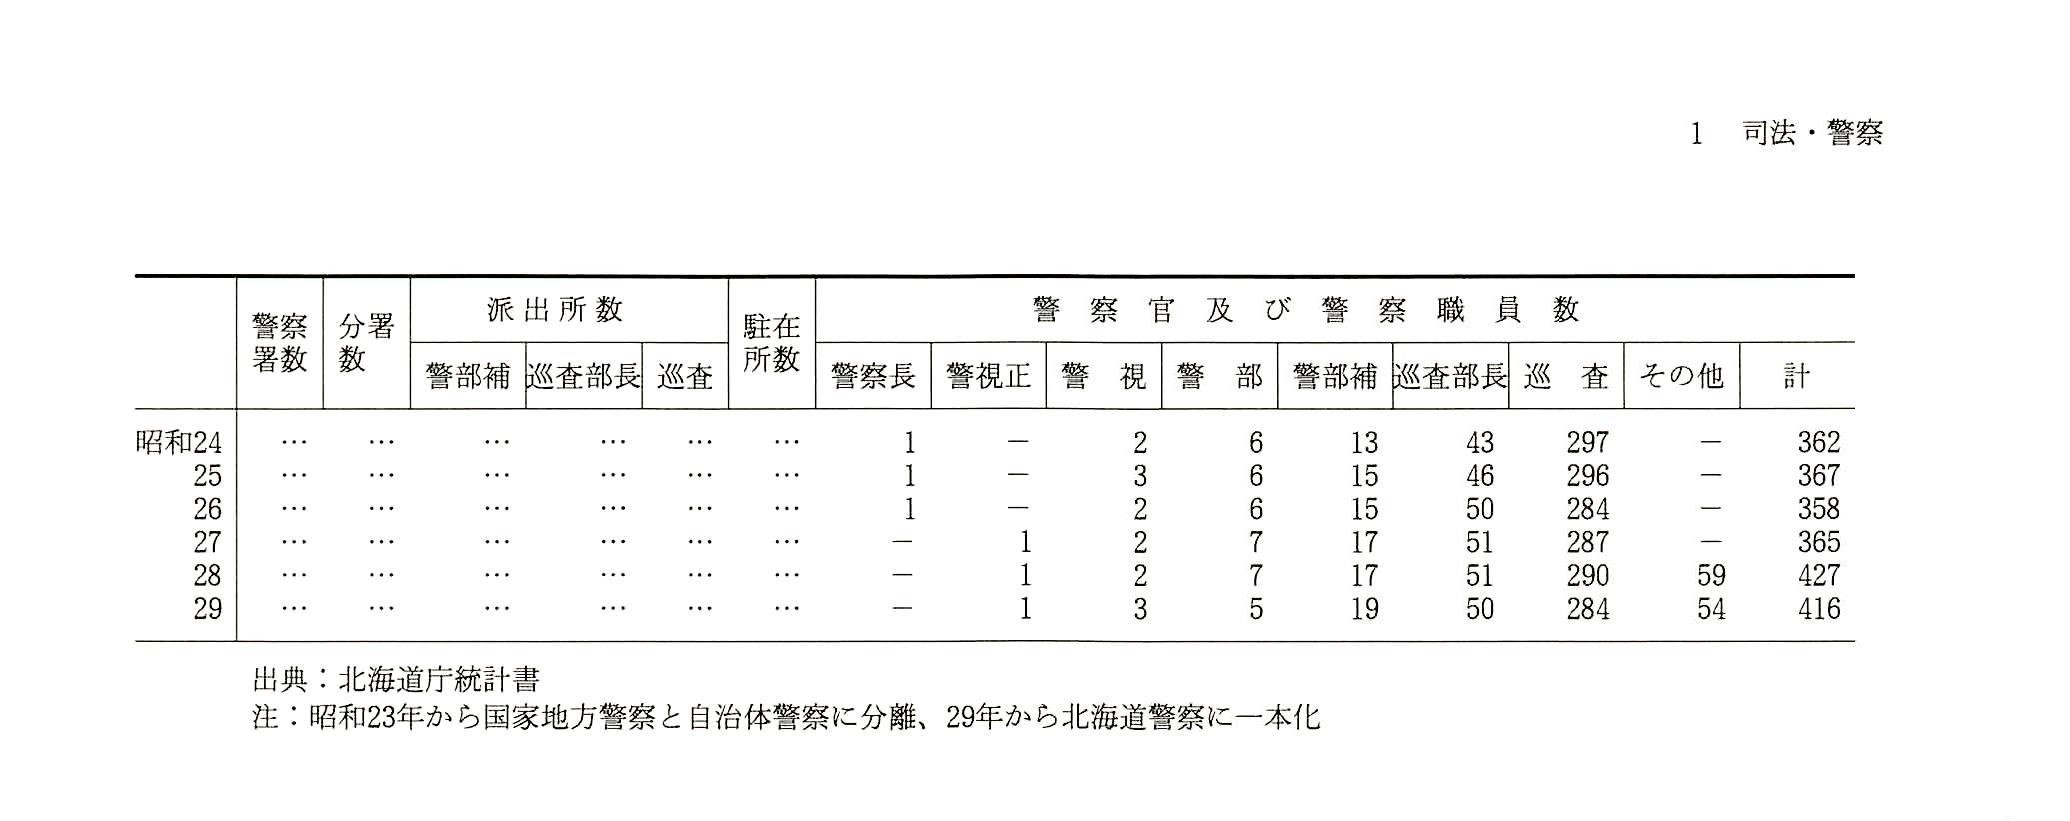 1 司法・警察
警察署数 分署数 派出所数 駐在所数 警察官及び警察職員数
警部補 巡査部長 巡査 警察長 警視正 警視 警部 警部補 巡査部長 巡査 その他 計
昭和24 … … … … … … 1 － 2 6 13 43 297 － 362
25 … … … … … … 1 － 3 6 15 46 296 － 367
26 … … … … … … 1 － 2 6 15 50 284 － 358
27 … … … … … … － 1 2 7 17 51 287 － 365
28 … … … … … … － 1 2 7 17 51 290 59 427
29 … … … … … … － 1 3 5 19 50 284 54 416
出典：北海道庁統計書
注：昭和23年から国家地方警察と自治体警察に分離、29年から北海道警察に一本化